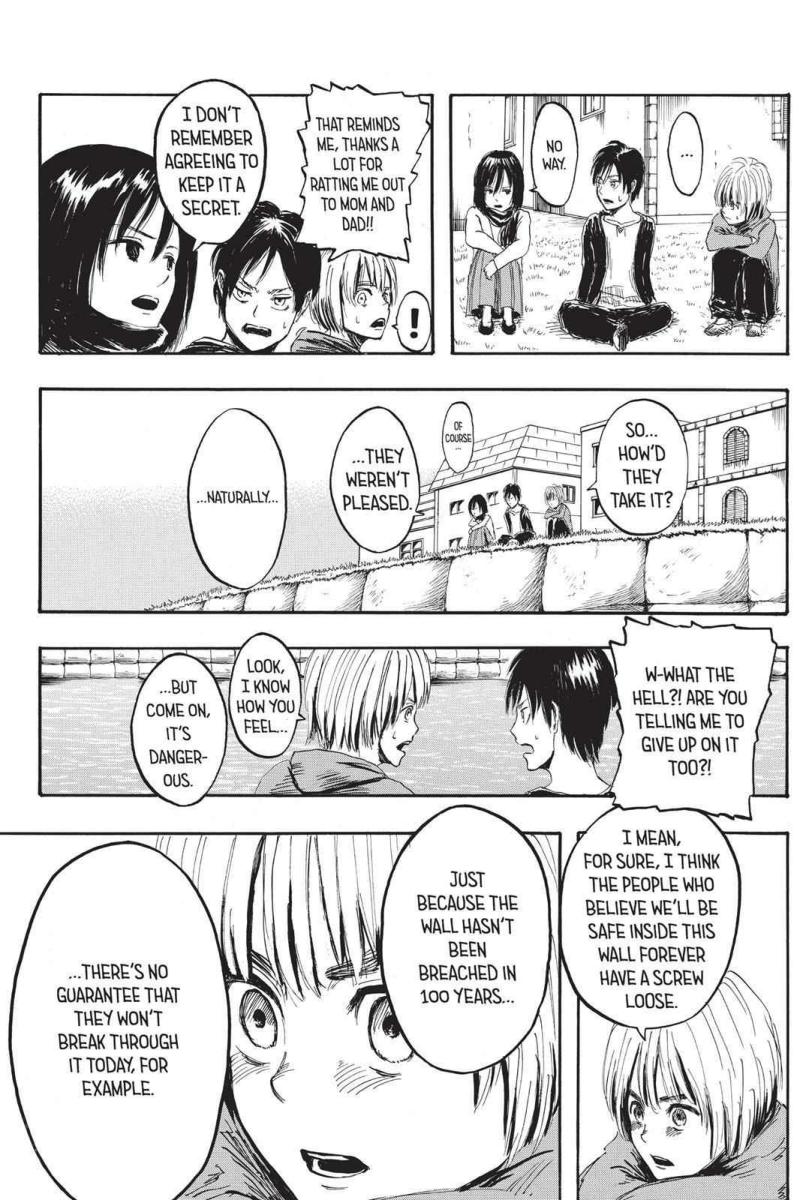 ...
NO
WAY.
THAT REMINDS
ME, THANKS A
LOT FOR
RATTING ME OUT
TO MOM AND
DAD!!
I DON'T
REMEMBER
AGREEING TO
KEEP IT A
SECRET.
!
SO...
HOW'D
THEY
TAKE IT?
OF
COURSE
...
...THEY
WEREN'T
PLEASED.
...NATURALLY...
W-WHAT THE
HELL?! ARE YOU
TELLING ME TO
GIVE UP ON IT
TOO?!
LOOK,
I KNOW
HOW YOU
FEEL...
...BUT
COME ON,
IT'S
DANGER-
OUS.
I MEAN,
FOR SURE, I THINK
THE PEOPLE WHO
BELIEVE WE'LL BE
SAFE INSIDE THIS
WALL FOREVER
HAVE A SCREW
LOOSE.
JUST
BECAUSE THE
WALL HASN'T
BEEN
BREACHED IN
100 YEARS...
...THERE'S NO
GUARANTEE THAT
THEY WON'T
BREAK THROUGH
IT TODAY, FOR
EXAMPLE.